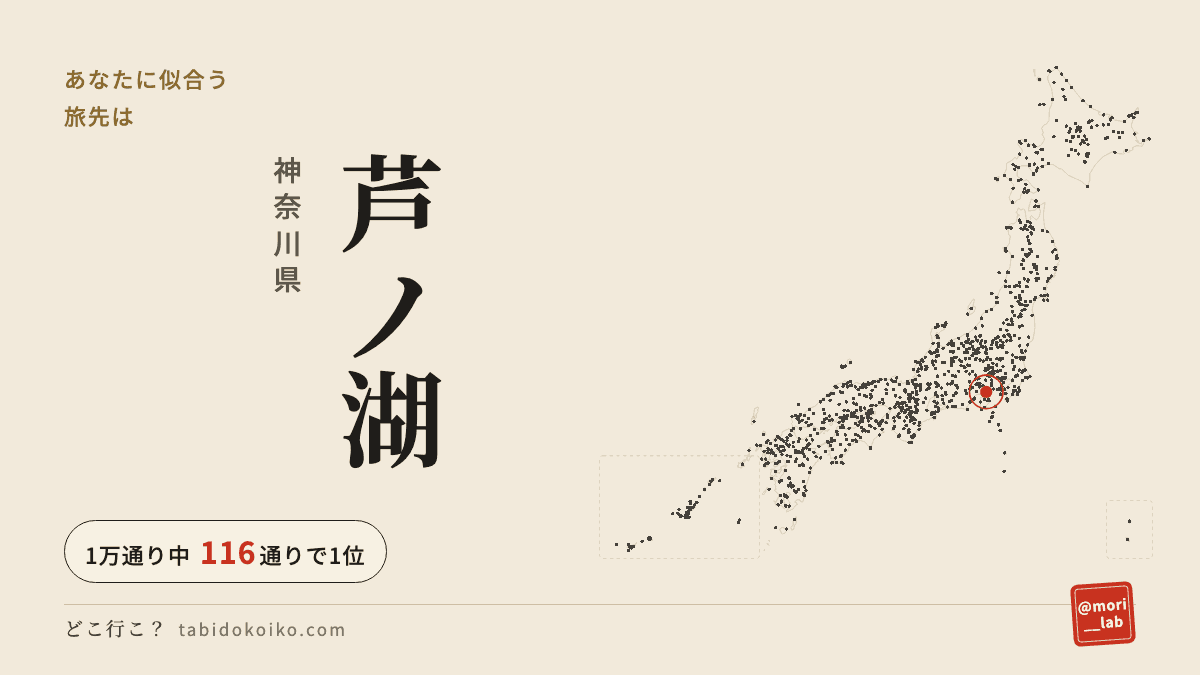 あなたに似合う
旅先は
芦ノ湖
神奈川県
1万通り中 116通りで1位
どこ行こ? tabidokoiko.com
@mori
__lab